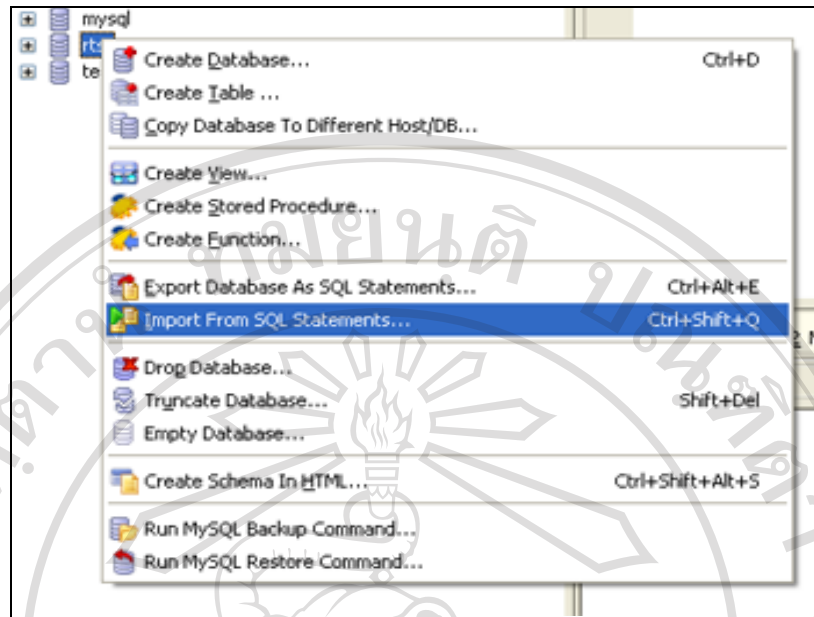 mysql
rts
te
Create Database... Ctrl+D
Create Table ...
Copy Database To Different Host/DB...
Create View...
Create Stored Procedure...
Create Function...
Export Database As SQL Statements... Ctrl+Alt+E
Import From SQL Statements... Ctrl+Shift+Q
Drop Database...
Truncate Database... Shift+Del
Empty Database...
Create Schema In HTML... Ctrl+Shift+Alt+S
Run MySQL Backup Command...
Run MySQL Restore Command...